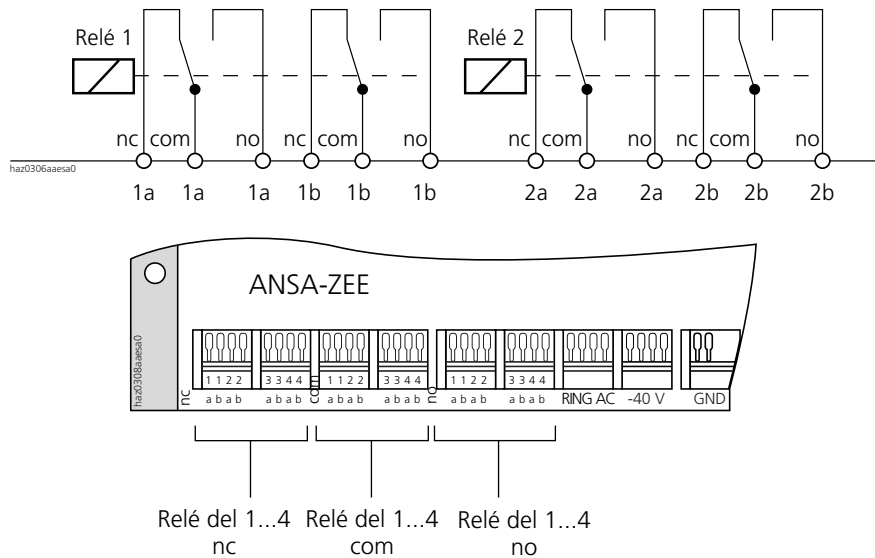 Relé 1
Relé 2
nc com no nc com no nc com no nc com no
haz0306aaesa0
1a 1a 1a 1b 1b 1b 2a 2a 2a 2b 2b 2b
ANSA-ZEE
haz0308aaesa0
nc
1 1 2 2 3 3 4 4
a b a b a b a b
com
1 1 2 2 3 3 4 4
a b a b a b a b
no
1 1 2 2 3 3 4 4
a b a b a b a b
RING AC -40 V GND
Relé del 1...4 Relé del 1...4 Relé del 1...4
nc com no